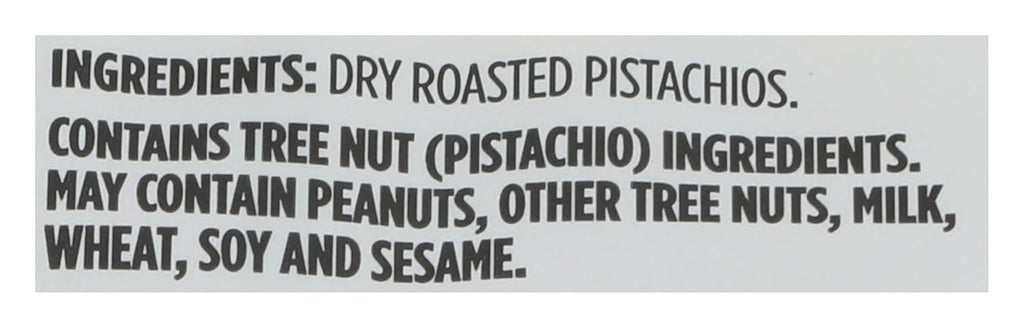 INGREDIENTS: DRY ROASTED PISTACHIOS.
CONTAINS TREE NUT (PISTACHIO) INGREDIENTS.
MAY CONTAIN PEANUTS, OTHER TREE NUTS, MILK,
WHEAT, SOY AND SESAME.